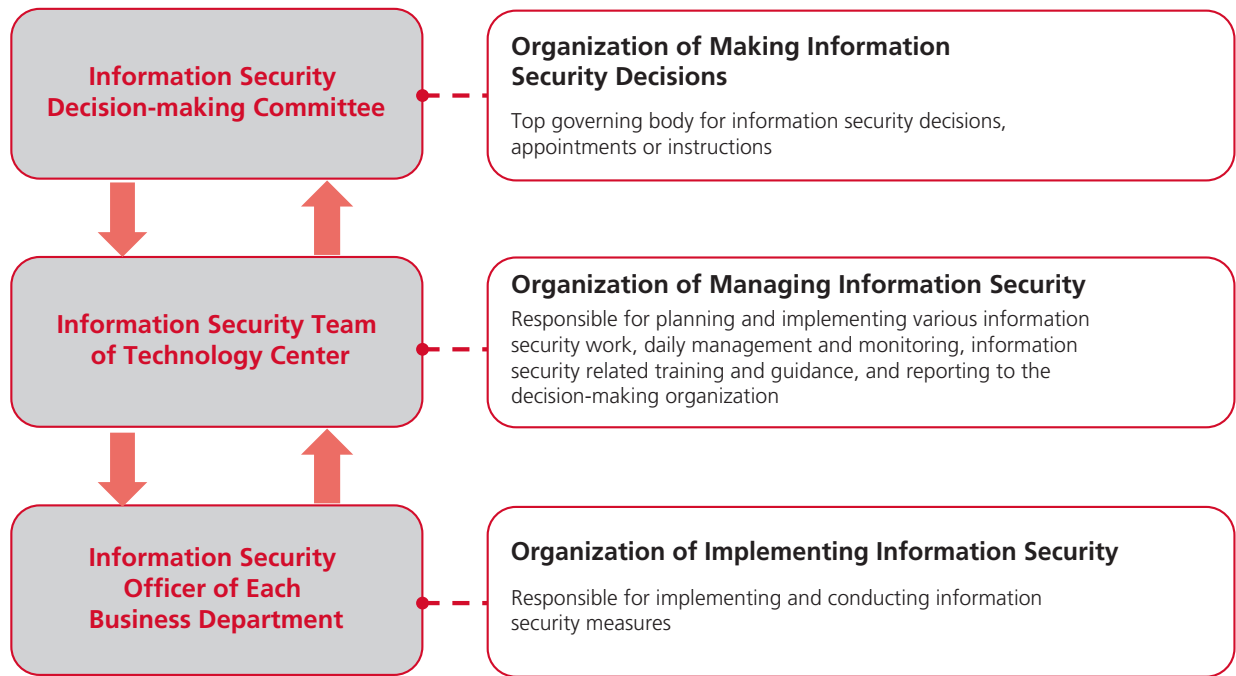 Information Security
Decision-making Committee
Organization of Making Information
Security Decisions
Top governing body for information security decisions,
appointments or instructions
Information Security Team
of Technology Center
Organization of Managing Information Security
Responsible for planning and implementing various information
security work, daily management and monitoring, information
security related training and guidance, and reporting to the
decision-making organization
Information Security
Officer of Each
Business Department
Organization of Implementing Information Security
Responsible for implementing and conducting information
security measures